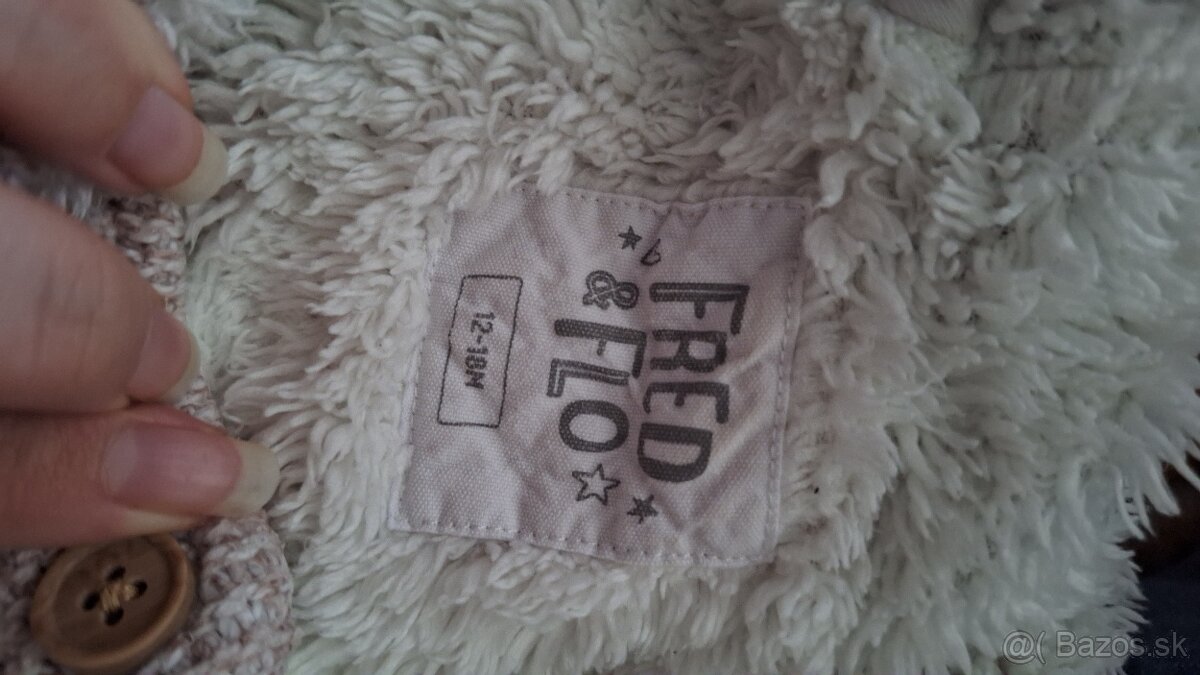 FRED
& FLO
12-18M
@( Bazos.sk